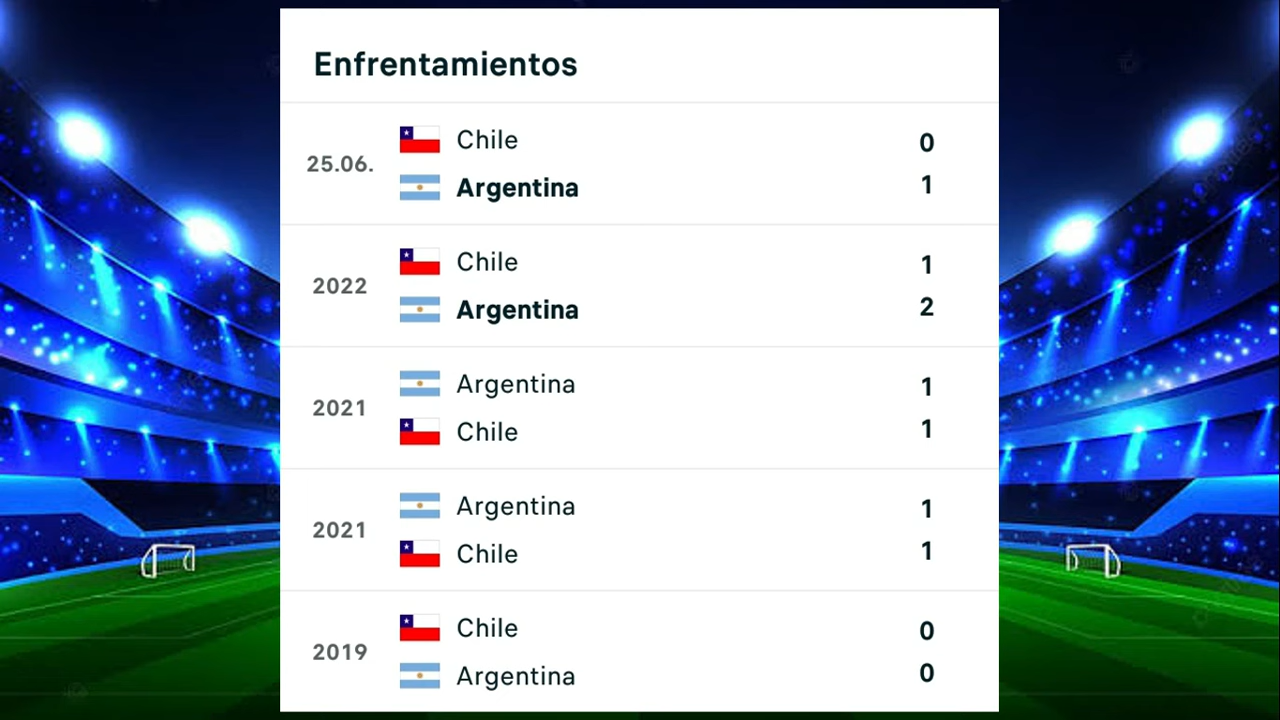 Enfrentamientos
25.06.
Chile 0
Argentina 1
2022
Chile 1
Argentina 2
2021
Argentina 1
Chile 1
2021
Argentina 1
Chile 1
2019
Chile 0
Argentina 0